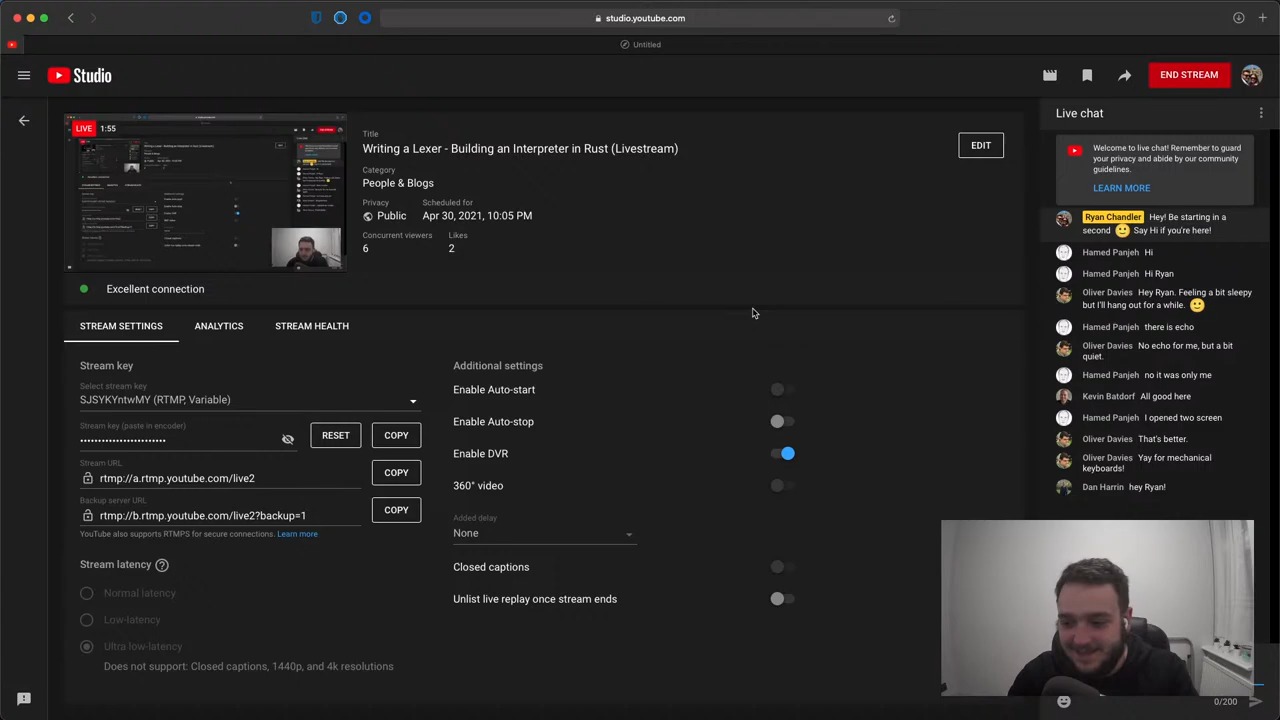 studio.youtube.com
Untitled
Studio
END STREAM
LIVE 1:55
Title
Writing a Lexer - Building an Interpreter in Rust (Livestream)
EDIT
Category
People & Blogs
Privacy
Public
Scheduled for
Apr 30, 2021, 10:05 PM
Concurrent viewers
6
Likes
2
Excellent connection
STREAM SETTINGS
ANALYTICS
STREAM HEALTH
Stream key
Select stream key
SJSYKYntwMY (RTMP, Variable)
Stream key (paste in encoder)
••••••••••••••••••••••••
RESET
COPY
Stream URL
rtmp://a.rtmp.youtube.com/live2
COPY
Backup server URL
rtmp://b.rtmp.youtube.com/live2?backup=1
COPY
YouTube also supports RTMPS for secure connections. Learn more
Stream latency
Normal latency
Low-latency
Ultra low-latency
Does not support: Closed captions, 1440p, and 4k resolutions
Additional settings
Enable Auto-start
Enable Auto-stop
Enable DVR
360° video
Added delay
None
Closed captions
Unlist live replay once stream ends
Live chat
Welcome to live chat! Remember to guard
your privacy and abide by our community
guidelines.
LEARN MORE
Ryan Chandler Hey! Be starting in a
second 🙂 Say Hi if you're here!
Hamed Panjeh Hi
Hamed Panjeh Hi Ryan
Oliver Davies Hey Ryan. Feeling a bit sleepy
but I'll hang out for a while. 🙂
Hamed Panjeh there is echo
Oliver Davies No echo for me, but a bit
quiet.
Hamed Panjeh no it was only me
Kevin Batdorf All good here
Hamed Panjeh I opened two screen
Oliver Davies That's better.
Oliver Davies Yay for mechanical
keyboards!
Dan Harrin hey Ryan!
0/200